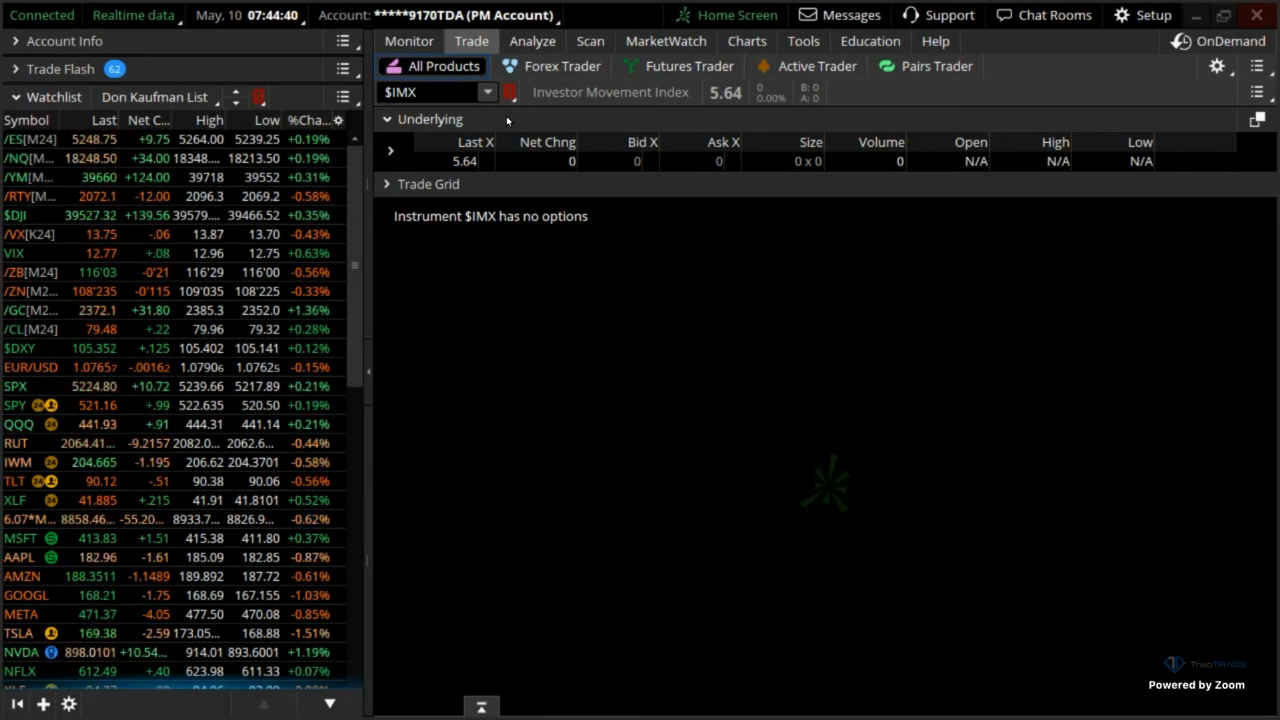 Connected Realtime data May, 10 07:44:40 Account: *****9170TDA (PM Account) Home Screen Messages Support Chat Rooms Setup
Account Info
Trade Flash 62
Watchlist Don Kaufman List
Symbol Last Net C... High Low %Cha...
/ES[M24] 5248.75 +9.75 5264.00 5239.25 +0.19%
/NQ[M... 18248.50 +34.00 18348.... 18213.50 +0.19%
/YM[M... 39660 +124.00 39718 39552 +0.31%
/RTY[M... 2072.1 -12.00 2096.3 2069.2 -0.58%
$DJI 39527.32 +139.56 39579.... 39466.52 +0.35%
/VX[K24] 13.75 -.06 13.87 13.70 -0.43%
VIX 12.77 +.08 12.96 12.75 +0.63%
/ZB[M24] 116'03 -0'21 116'29 116'00 -0.56%
/ZN[M2... 108'235 -0'115 109'035 108'225 -0.33%
/GC[M2... 2372.1 +31.80 2385.3 2352.0 +1.36%
/CL[M24] 79.48 +.22 79.96 79.32 +0.28%
$DXY 105.352 +.125 105.402 105.141 +0.12%
EUR/USD 1.07657 -.00162 1.07906 1.07625 -0.15%
SPX 5224.80 +10.72 5239.66 5217.89 +0.21%
SPY 24 521.16 +.99 522.635 520.50 +0.19%
QQQ 24 441.93 +.91 444.31 441.14 +0.21%
RUT 2064.41... -9.2157 2082.0... 2062.6... -0.44%
IWM 24 204.665 -1.195 206.62 204.3701 -0.58%
TLT 24 90.12 -.51 90.38 90.06 -0.56%
XLF 24 41.885 +.215 41.91 41.8101 +0.52%
6.07*M... 8858.46... -55.20... 8933.7... 8826.9... -0.62%
MSFT 413.83 +1.51 415.38 411.80 +0.37%
AAPL 182.96 -1.61 185.09 182.85 -0.87%
AMZN 188.3511 -1.1489 189.892 187.72 -0.61%
GOOGL 168.21 -1.75 168.69 167.155 -1.03%
META 471.37 -4.05 477.50 470.08 -0.85%
TSLA 169.38 -2.59 173.05... 168.88 -1.51%
NVDA 898.0101 +10.54... 914.01 893.6001 +1.19%
NFLX 612.49 +.40 623.98 611.33 +0.07%
Monitor Trade Analyze Scan MarketWatch Charts Tools Education Help OnDemand
All Products Forex Trader Futures Trader Active Trader Pairs Trader
$IMX Investor Movement Index 5.64 0 0.00% B: 0 A: 0
Underlying
Last X Net Chng Bid X Ask X Size Volume Open High Low
5.64 0 0 0 0 x 0 0 N/A N/A N/A
Trade Grid
Instrument $IMX has no options
TheoTRADE
Powered by Zoom